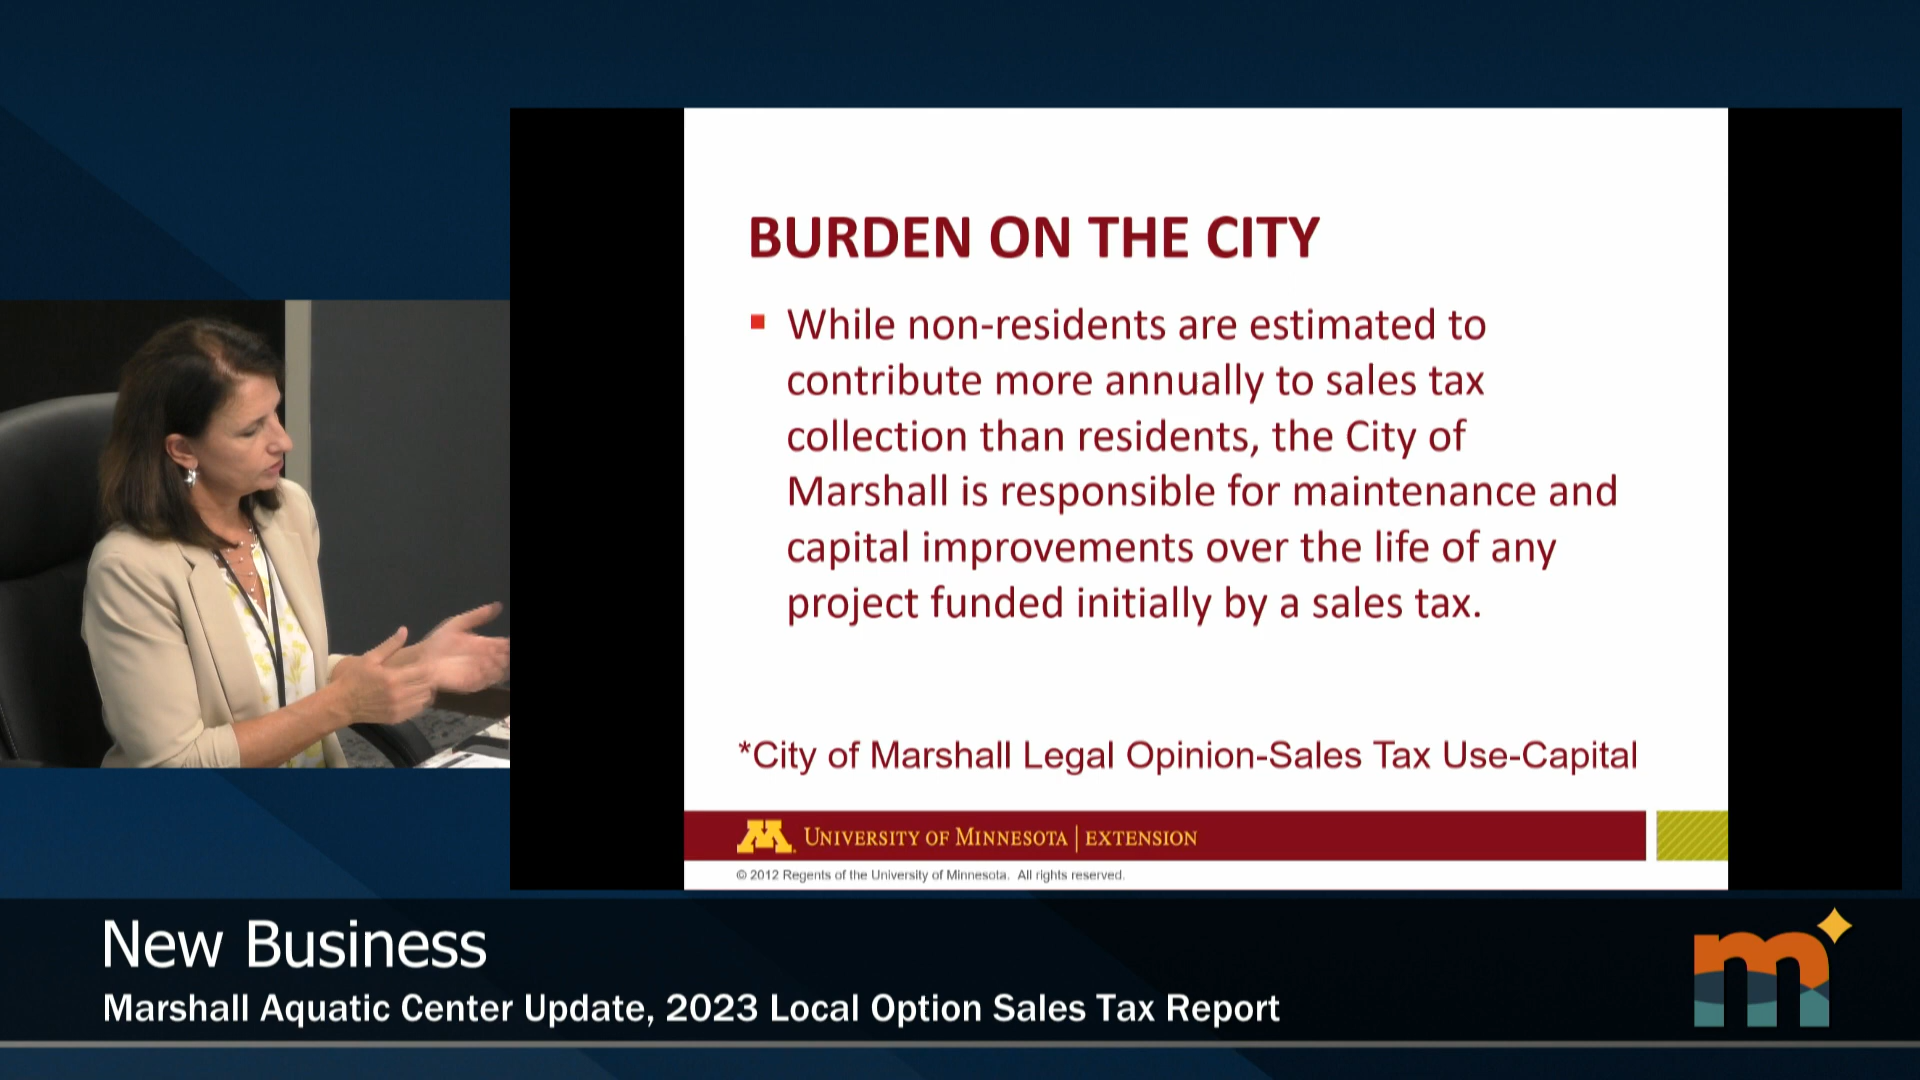 BURDEN ON THE CITY
While non-residents are estimated to
contribute more annually to sales tax
collection than residents, the City of
Marshall is responsible for maintenance and
capital improvements over the life of any
project funded initially by a sales tax.
*City of Marshall Legal Opinion-Sales Tax Use-Capital
M UNIVERSITY OF MINNESOTA | EXTENSION
© 2012 Regents of the University of Minnesota. All rights reserved.
New Business
Marshall Aquatic Center Update, 2023 Local Option Sales Tax Report
m